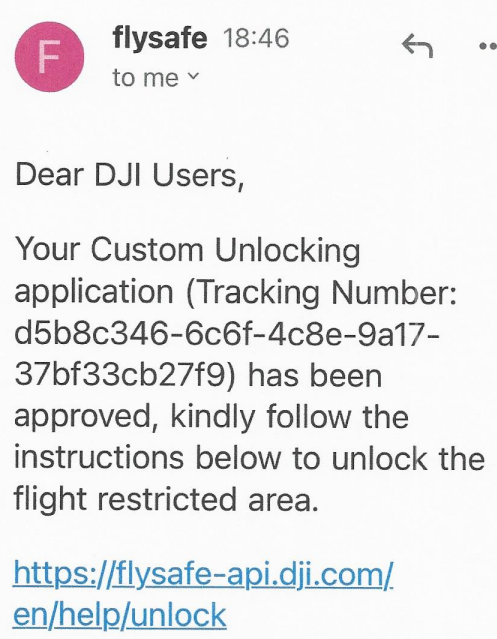 F
flysafe 18:46
to me
Dear DJI Users,
Your Custom Unlocking
application (Tracking Number:
d5b8c346-6c6f-4c8e-9a17-
37bf33cb27f9) has been
approved, kindly follow the
instructions below to unlock the
flight restricted area.
https://flysafe-api.dji.com/
en/help/unlock